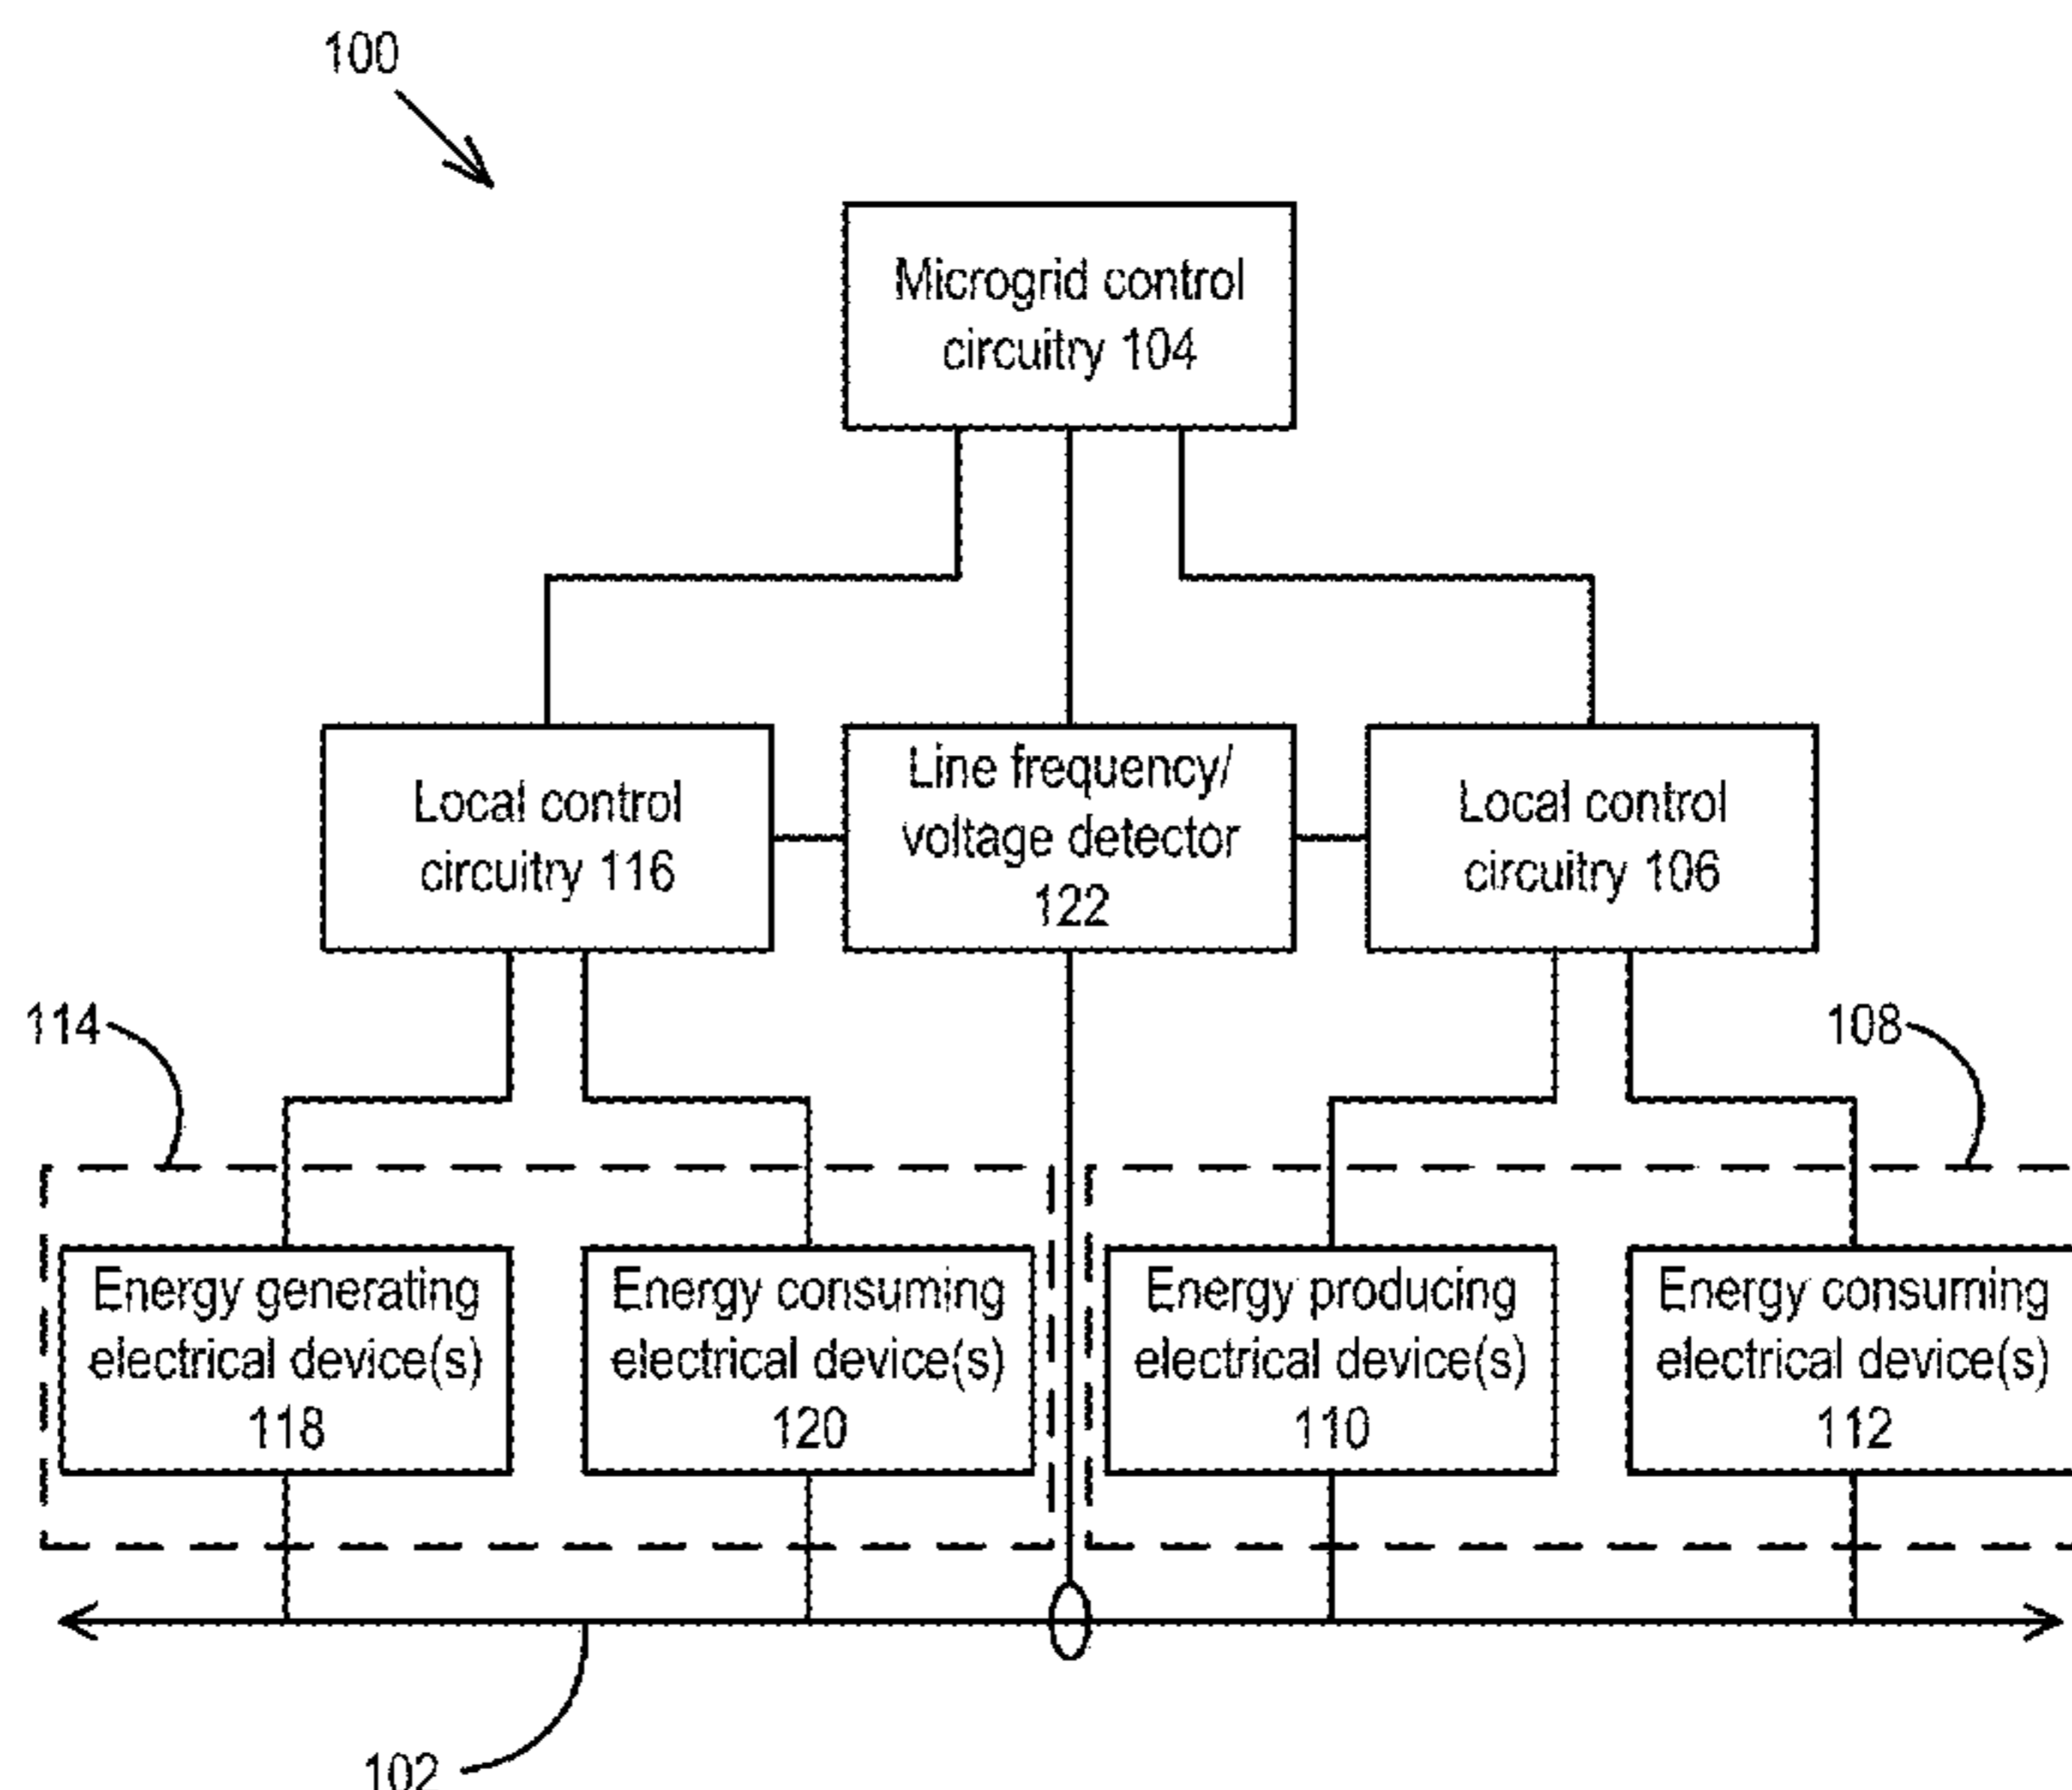 100
Microgrid control
circuitry 104
Local control
circuitry 116
Line frequency/
voltage detector
122
Local control
circuitry 106
114
108
Energy generating
electrical device(s)
118
Energy consuming
electrical device(s)
120
Energy producing
electrical device(s)
110
Energy consuming
electrical device(s)
112
102